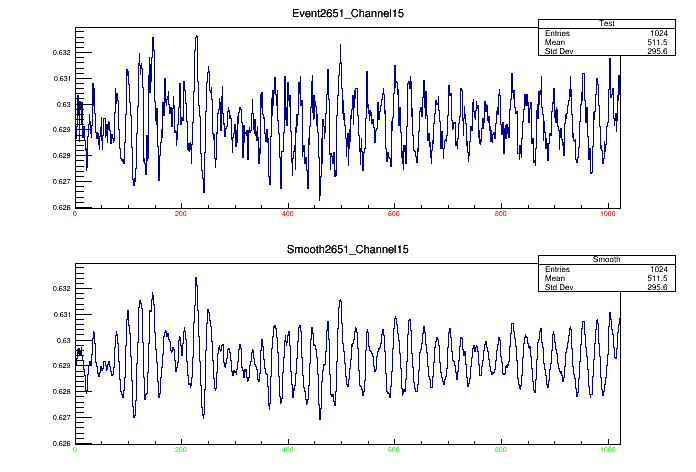 Event2651_Channel15
Test
Entries 1024
Mean 511.5
Std Dev 295.6
0.632
0.631
0.63
0.629
0.628
0.627
0.626
0 200 400 600 800 1000
Smooth2651_Channel15
Smooth
Entries 1024
Mean 511.5
Std Dev 295.6
0.632
0.631
0.63
0.629
0.628
0.627
0.626
0 200 400 600 800 1000